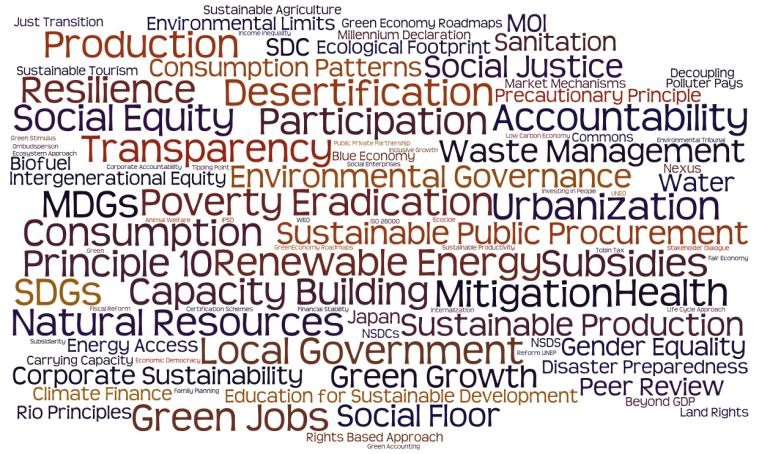 Sustainable Agriculture
Just Transition
Environmental Limits
Green Economy Roadmaps
MOI
Income Inequality
Millennium Declaration
Production
SDC
Ecological Footprint
Sanitation
Sustainable Tourism
Consumption Patterns
Social Justice
Decoupling
Market Mechanisms
Polluter Pays
Resilience
Desertification
Precautionary Principle
Social Equity
Participation
Accountability
Green Stimulus
Low Carbon Economy
Commons
Environmental Tribunal
Ombudsperson
Transparency
Public Private Partnership
Inclusive Growth
Waste Management
Ecosystem Approach
Blue Economy
Biofuel
Corporate Accountability
Tipping Point
Social Enterprises
Nexus
Intergenerational Equity
Environmental Governance
Water
MDGs
Poverty Eradication
Investing in People
UNEO
Urbanization
Animal Welfare
IPSD
WEO
ISO 26000
Ecocide
Consumption
Sustainable Public Procurement
Green
GreenEconomy Roadmaps
Sustainable Productivity
Tobin Tax
Stakeholder Dialogue
Principle 10
Renewable Energy
Subsidies
Fair Economy
SDGs
Capacity Building
Mitigation
Health
Fiscal Reform
Certification Schemes
Financial Stability
Internalization
Life Cycle Approach
Natural Resources
Japan
Sustainable Production
NSDCs
Subsidiarity
Energy Access
Local Government
NSDS
Gender Equality
Reform UNEP
Carrying Capacity
Economic Democracy
Disaster Preparedness
Corporate Sustainability
Green Growth
Peer Review
Climate Finance
Family Planning
Education for Sustainable Development
Beyond GDP
Rio Principles
Green Jobs
Social Floor
Land Rights
Rights Based Approach
Green Accounting